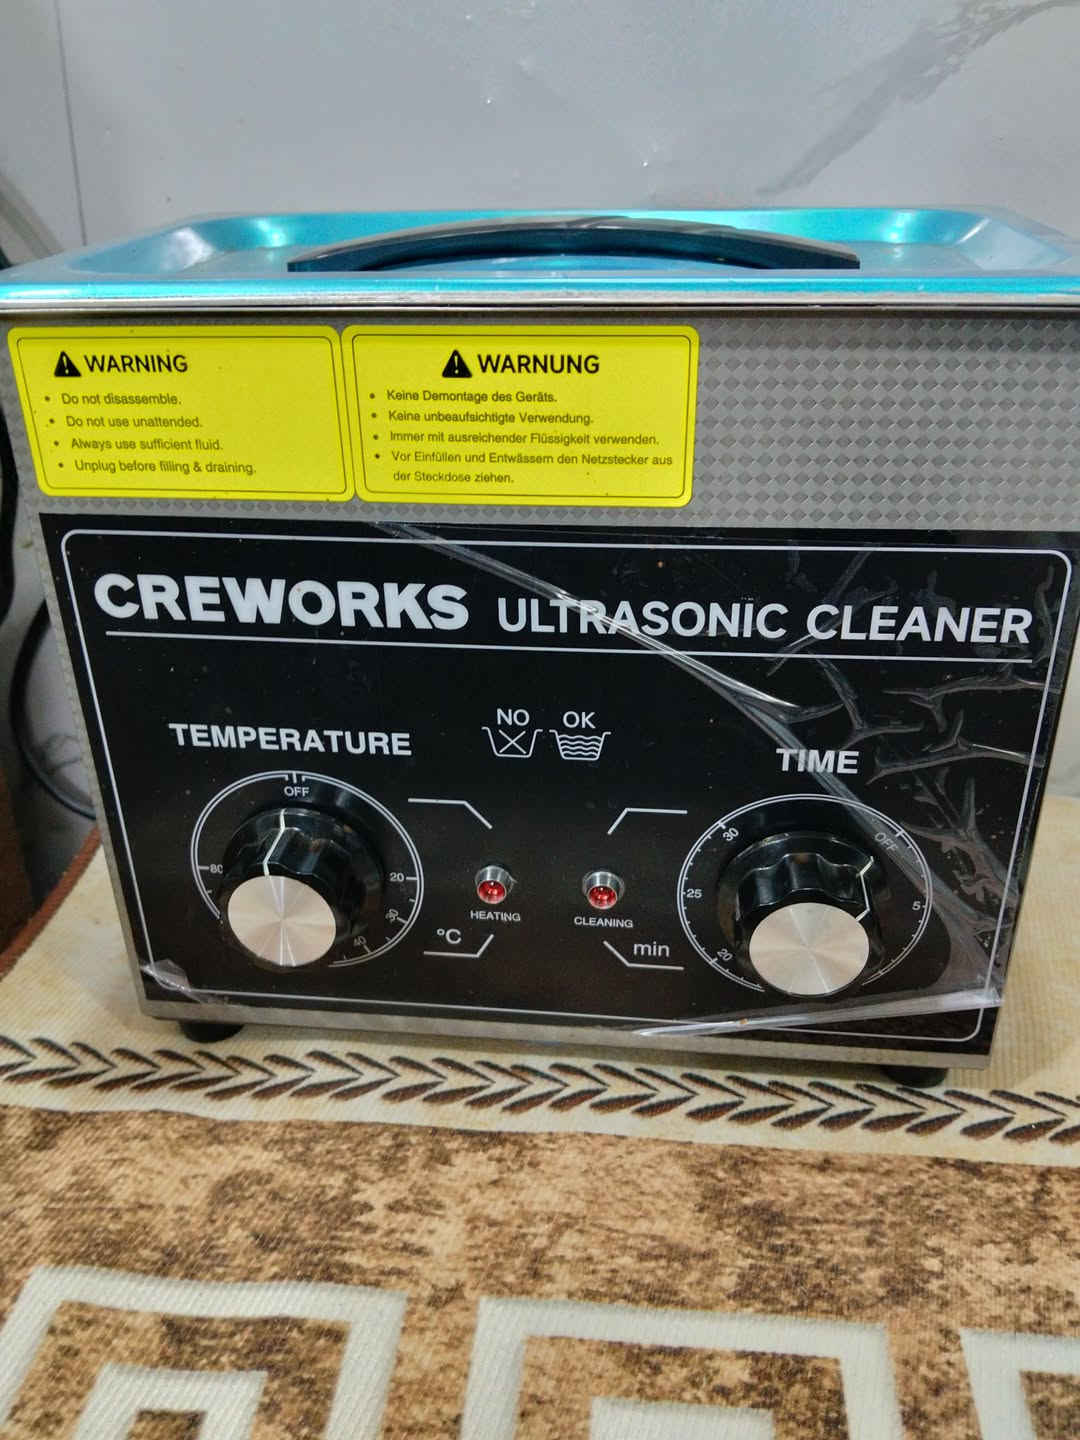 WARNING
• Do not disassemble.
• Do not use unattended.
• Always use sufficient fluid.
• Unplug before filling & draining.
WARNUNG
• Keine Demontage des Geräts.
• Keine unbeaufsichtigte Verwendung.
• Immer mit ausreichender Flüssigkeit verwenden.
• Vor Einfüllen und Entwässern den Netzstecker aus
der Steckdose ziehen.
CREWORKS ULTRASONIC CLEANER
TEMPERATURE
NO OK
TIME
OFF
80
20
30
40
HEATING
°C
CLEANING
min
30
OFF
25
5
20